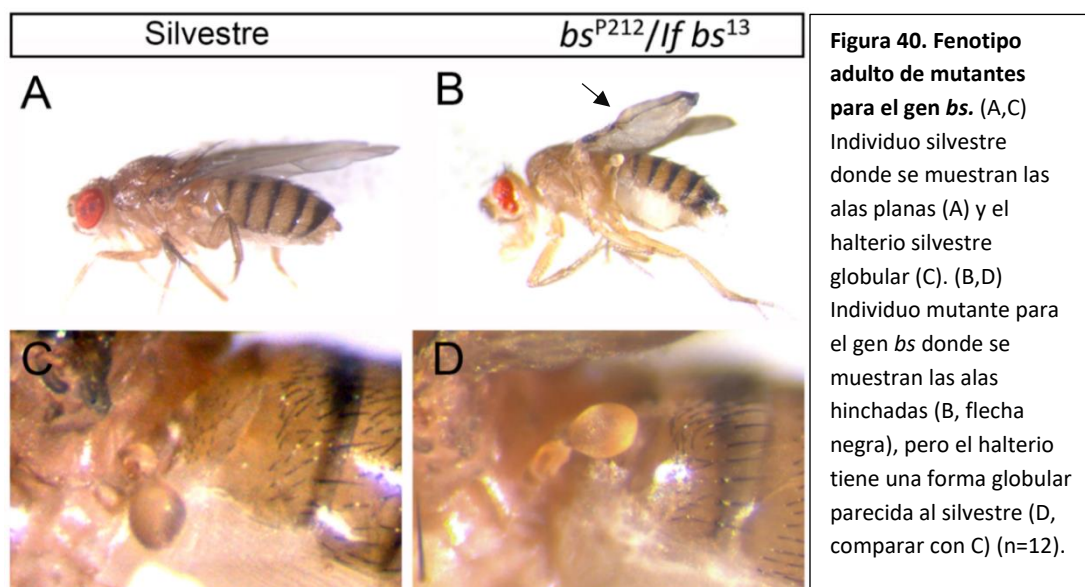 Silvestre
bsP212/If bs13
A
B
C
D
Figura 40. Fenotipo
adulto de mutantes
para el gen bs. (A,C)
Individuo silvestre
donde se muestran las
alas planas (A) y el
halterio silvestre
globular (C). (B,D)
Individuo mutante para
el gen bs donde se
muestran las alas
hinchadas (B, flecha
negra), pero el halterio
tiene una forma globular
parecida al silvestre (D,
comparar con C) (n=12).